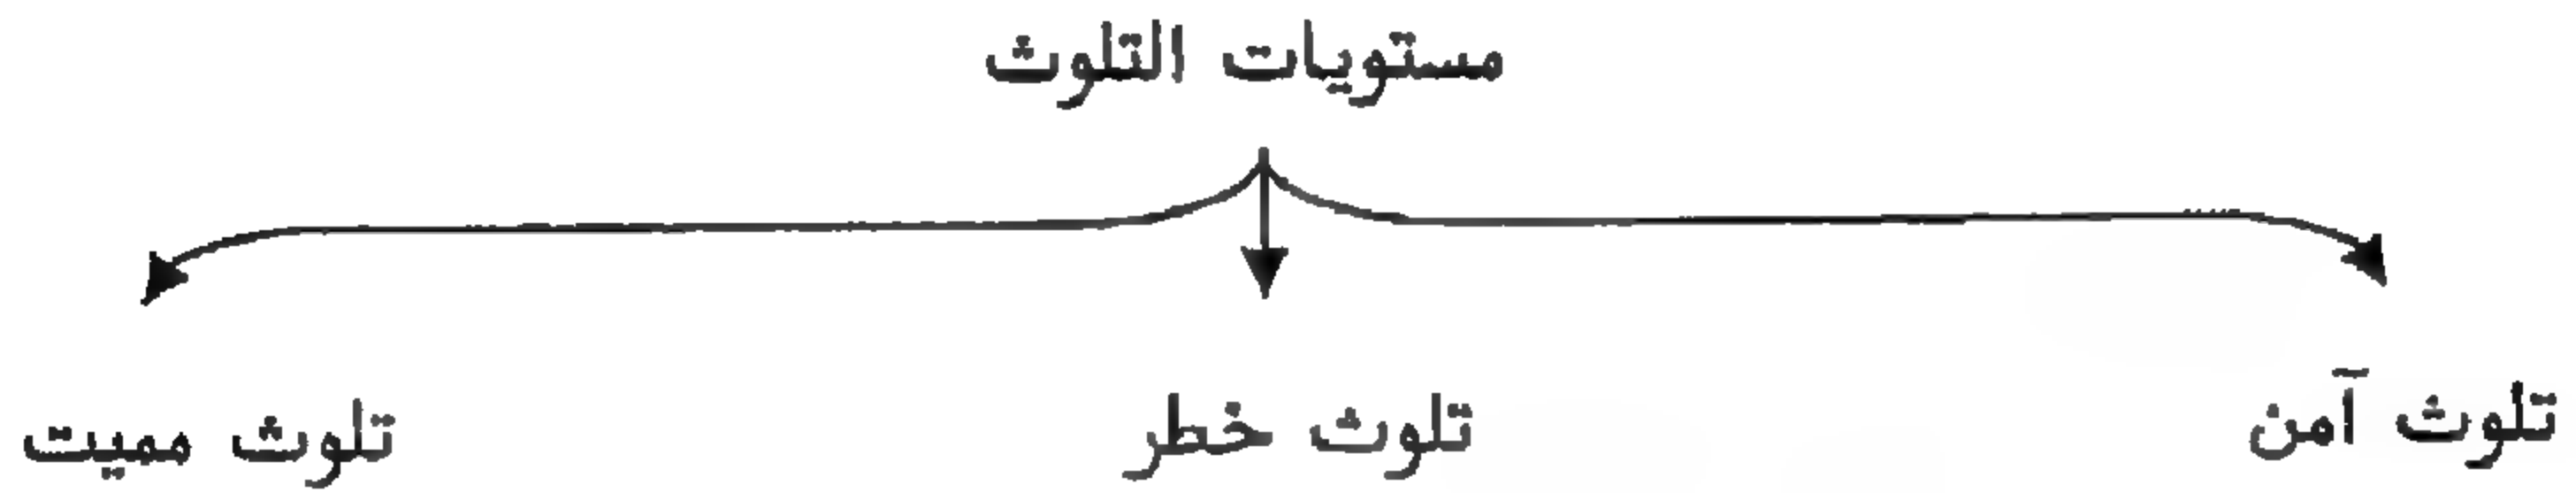 مستويات التلوث
تلوث آمن
تلوث خطر
تلوث مميت